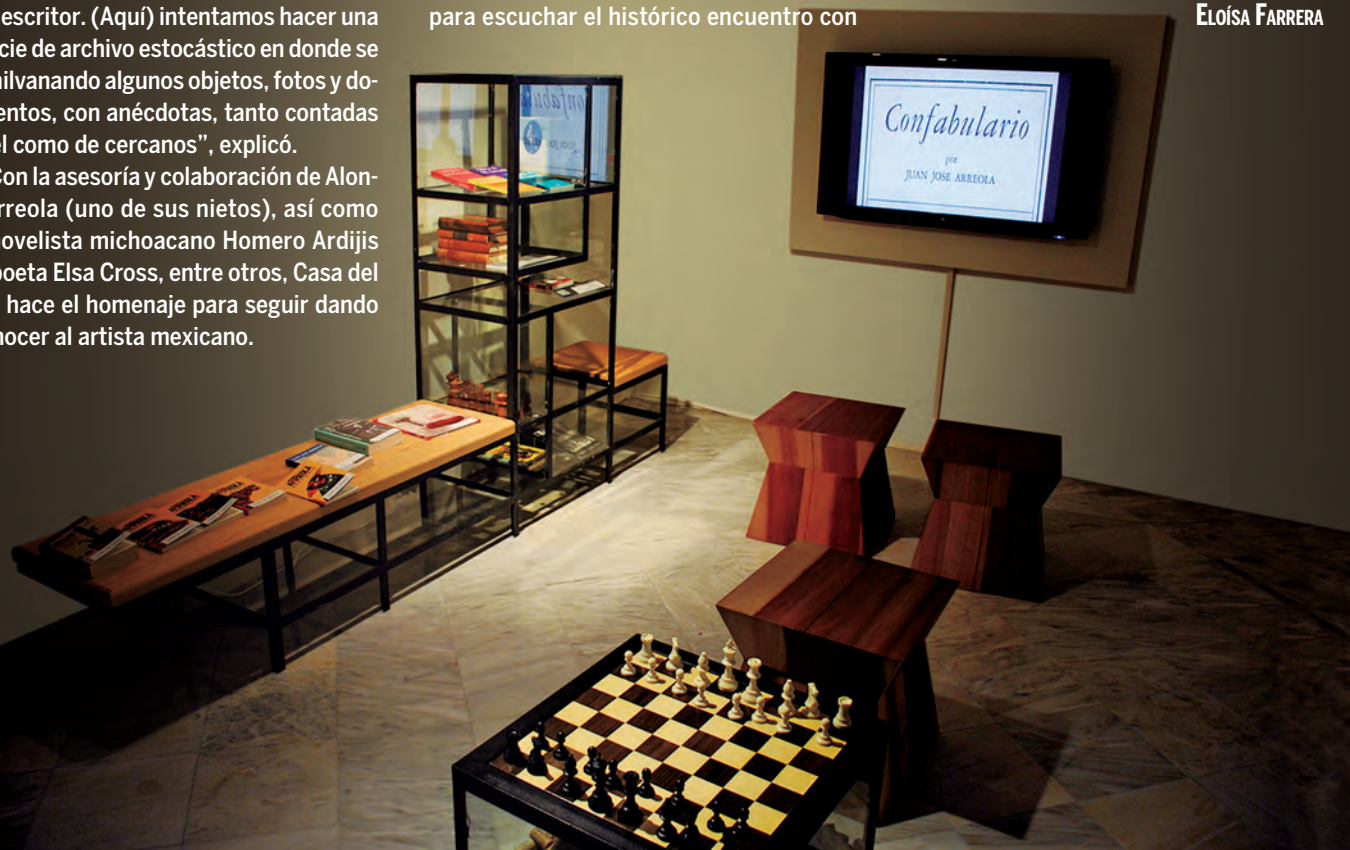 escritor. (Aquí) intentamos hacer una
cie de archivo estocástico en donde se
hilvanando algunos objetos, fotos y do-
entos, con anécdotas, tanto contadas
él como de cercanos”, explicó.
Con la asesoría y colaboración de Alon-
rreola (uno de sus nietos), así como
novelista michoacano Homero Ardijis
poeta Elsa Cross, entre otros, Casa del
hace el homenaje para seguir dando
nocer al artista mexicano.
para escuchar el histórico encuentro con
ELOÍSA FARRERA
Confabulario
por
JUAN JOSE ARREOLA